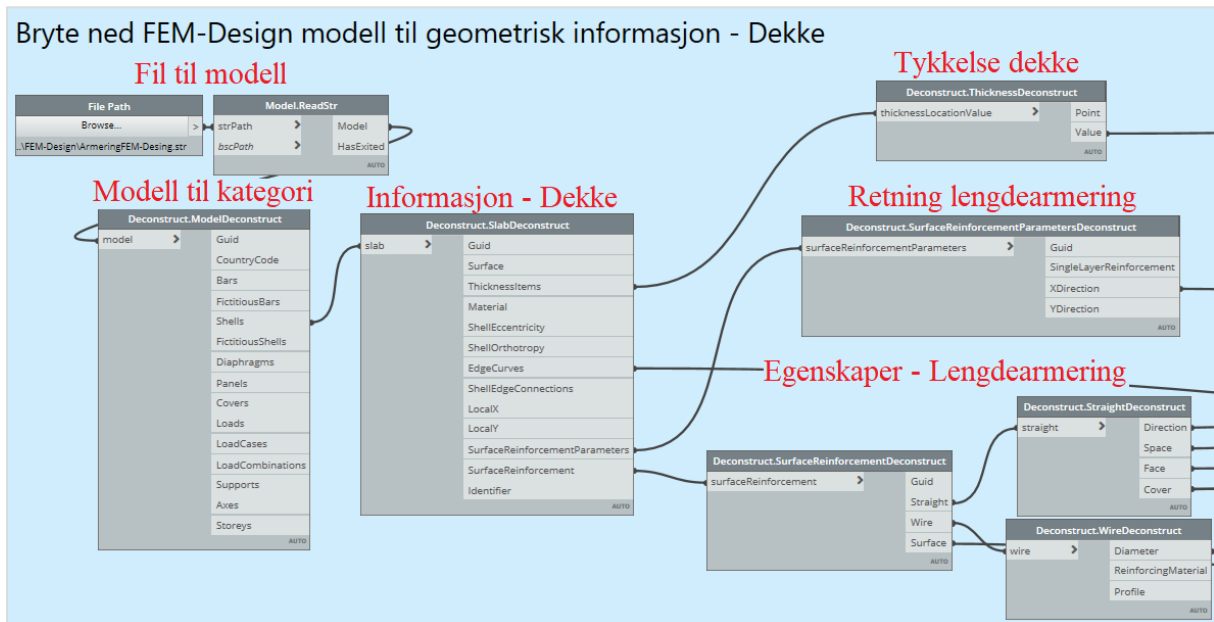 Bryte ned FEM-Design modell til geometrisk informasjon - Dekke
Fil til modell
File Path
Browse...
>
..\FEM-Design\ArmeringFEM-Desing.str
Model.ReadStr
strPath > Model
bscPath > HasExited
AUTO
Modell til kategori
Deconstruct.ModelDeconstruct
model > Guid
CountryCode
Bars
FictitiousBars
Shells
FictitiousShells
Diaphragms
Panels
Covers
Loads
LoadCases
LoadCombinations
Supports
Axes
Storeys
AUTO
Informasjon - Dekke
Deconstruct.SlabDeconstruct
slab > Guid
Surface
ThicknessItems
Material
ShellEccentricity
ShellOrthotropy
EdgeCurves
ShellEdgeConnections
LocalX
LocalY
SurfaceReinforcementParameters
SurfaceReinforcement
Identifier
AUTO
Tykkelse dekke
Deconstruct.ThicknessDeconstruct
thicknessLocationValue > Point
Value
AUTO
Retning lengdearmering
Deconstruct.SurfaceReinforcementParametersDeconstruct
surfaceReinforcementParameters > Guid
SingleLayerReinforcement
XDirection
YDirection
AUTO
Egenskaper - Lengdearmering
Deconstruct.SurfaceReinforcementDeconstruct
surfaceReinforcement > Guid
Straight
Wire
Surface
AUTO
Deconstruct.StraightDeconstruct
straight > Direction
Space
Face
Cover
AUTO
Deconstruct.WireDeconstruct
wire > Diameter
ReinforcingMaterial
Profile
AUTO